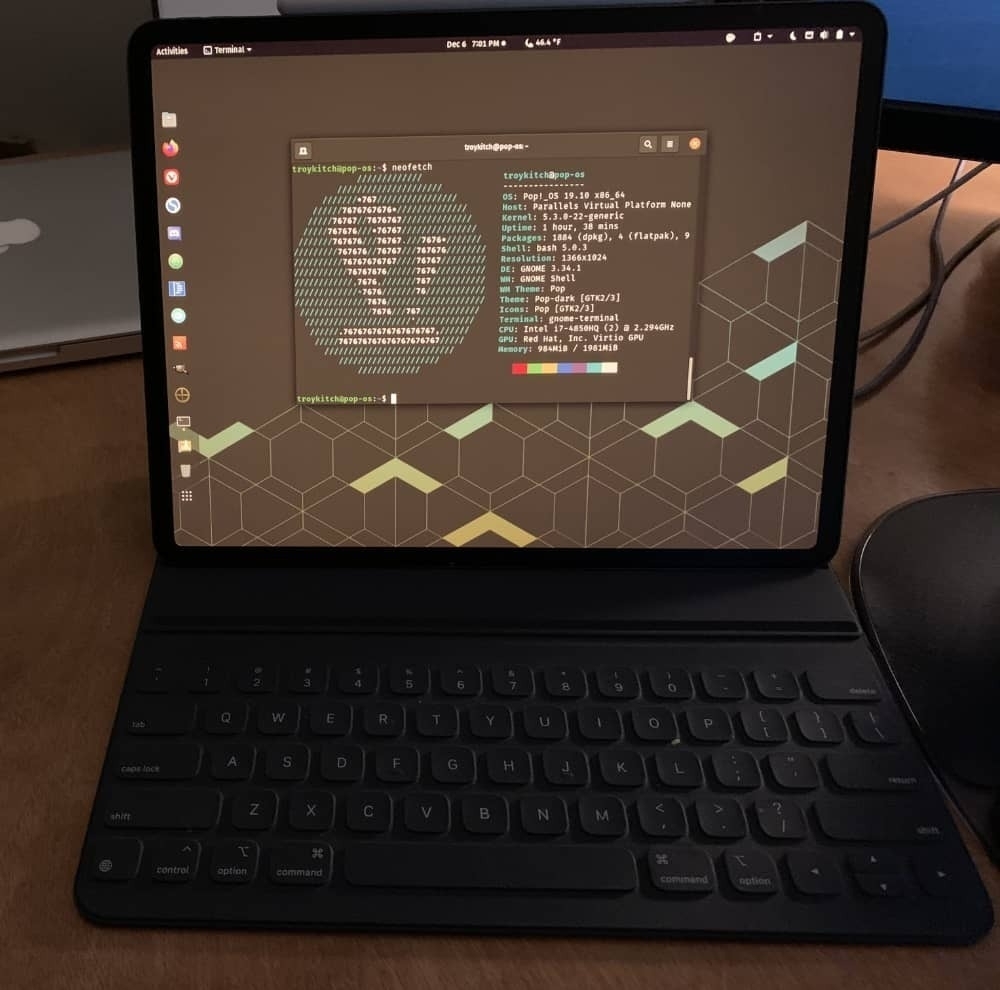 Activities Terminal Dec 6 7:01 PM 46.4 °F
troykitch@pop-os: ~
troykitch@pop-os:~$ neofetch
troykitch@pop-os
----------------
OS: Pop!_OS 19.10 x86_64
Host: Parallels Virtual Platform None
Kernel: 5.3.0-22-generic
Uptime: 1 hour, 38 mins
Packages: 1884 (dpkg), 4 (flatpak), 9
Shell: bash 5.0.3
Resolution: 1366x1024
DE: GNOME 3.34.1
WM: GNOME Shell
WM Theme: Pop
Theme: Pop-dark [GTK2/3]
Icons: Pop [GTK2/3]
Terminal: gnome-terminal
CPU: Intel i7-4850HQ (2) @ 2.294GHz
GPU: Red Hat, Inc. Virtio GPU
Memory: 984MiB / 1981MiB
troykitch@pop-os:~$
! @ # $ % ^ & * ( ) _ +
1 2 3 4 5 6 7 8 9 0 - = delete
tab Q W E R T Y U I O P { [ } ] | \
caps lock A S D F G H J K L : ; " ' return
shift Z X C V B N M < , > . ? / shift
control option command command option